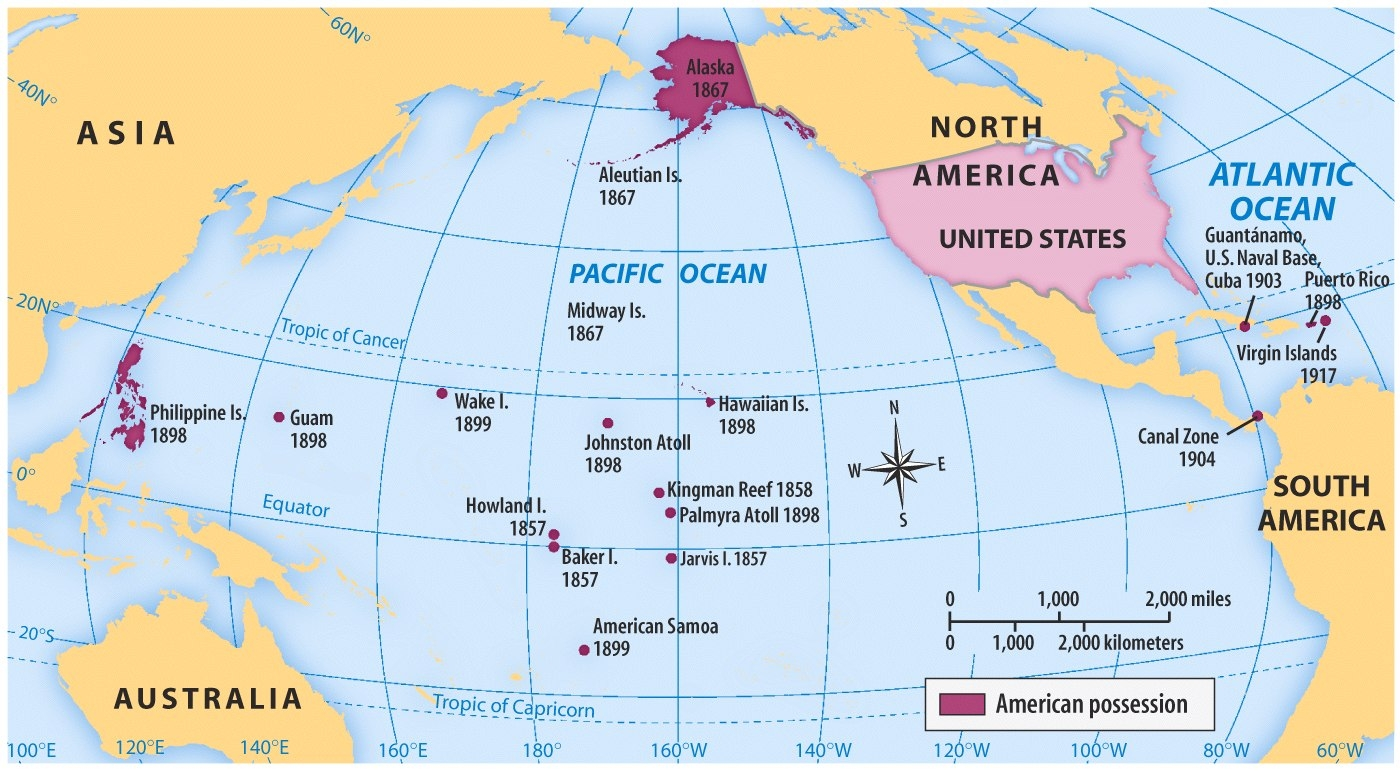 60N°
40N°
ASIA
Alaska
1867
NORTH
AMERICA
UNITED STATES
ATLANTIC
OCEAN
Aleutian Is.
1867
Guantánamo,
U.S. Naval Base,
Cuba 1903
Puerto Rico
1898
Virgin Islands
1917
PACIFIC OCEAN
Midway Is.
1867
20N°
Tropic of Cancer
Philippine Is.
1898
Guam
1898
Wake I.
1899
Johnston Atoll
1898
Hawaiian Is.
1898
N
W
E
S
Canal Zone
1904
0°
Equator
Howland I.
1857
Kingman Reef 1858
Palmyra Atoll 1898
Baker I.
1857
Jarvis I. 1857
SOUTH
AMERICA
0
1,000
2,000 miles
0
1,000
2,000 kilometers
20°S
American Samoa
1899
AUSTRALIA
Tropic of Capricorn
American possession
100°E
120°E
140°E
160°E
180°
160°W
140°W
120°W
100°W
80°W
60°W